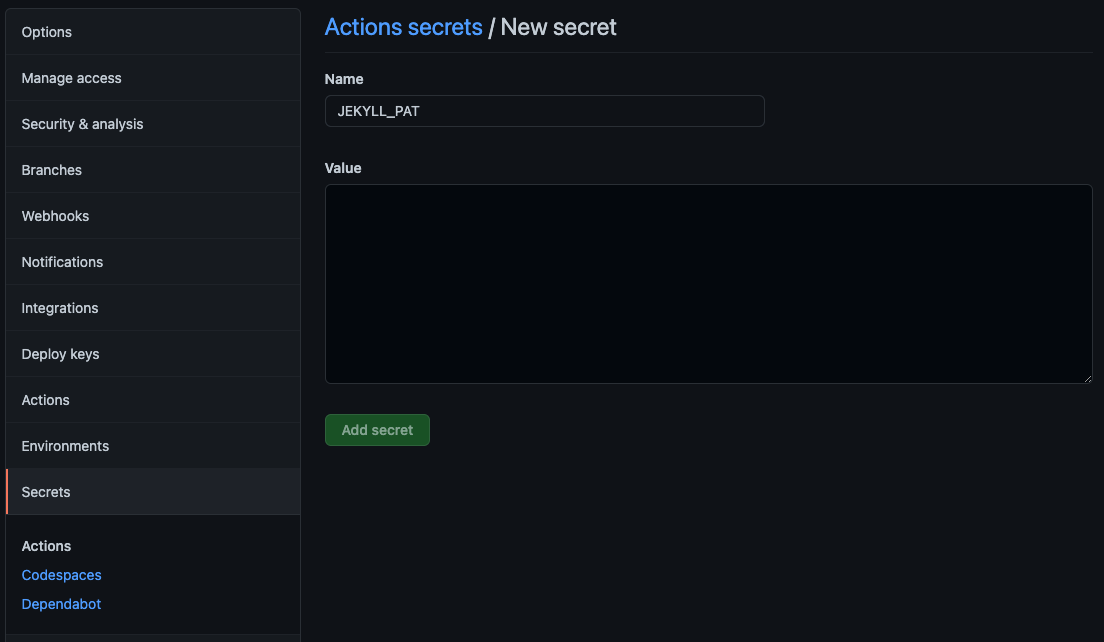 Options
Manage access
Security & analysis
Branches
Webhooks
Notifications
Integrations
Deploy keys
Actions
Environments
Secrets
Actions
Codespaces
Dependabot
Actions secrets / New secret
Name
JEKYLL_PAT
Value
Add secret